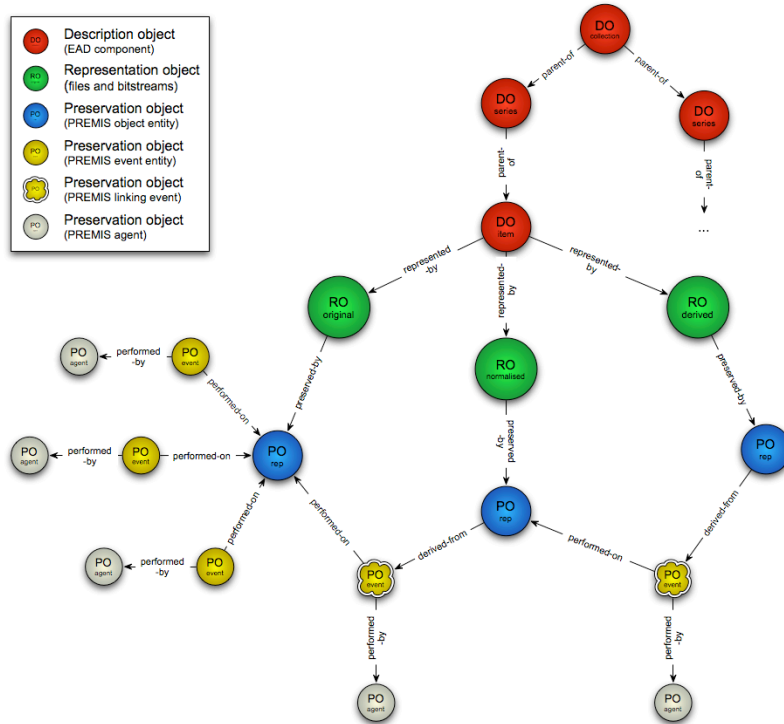 DO
Description object
(EAD component)
RO
Representation object
(files and bitstreams)
PO
Preservation object
(PREMIS object entity)
PO
Preservation object
(PREMIS event entity)
PO
Preservation object
(PREMIS linking event)
PO
Preservation object
(PREMIS agent)
DO
collection
parent-of
parent-of
DO
series
DO
series
parent-
of
parent-
of
...
DO
item
represented
-by
represented-
by
represented-
by
RO
original
RO
derived
RO
normalised
preserved-by
preserved
-by
preserved-by
PO
agent
performed
-by
PO
event
performed-on
PO
agent
performed
-by
PO
event
performed-on
PO
rep
PO
rep
PO
agent
performed
-by
PO
event
performed-on
performed-on
derived-from
PO
rep
performed-on
derived-from
PO
event
PO
event
performed
-by
performed
-by
PO
agent
PO
agent